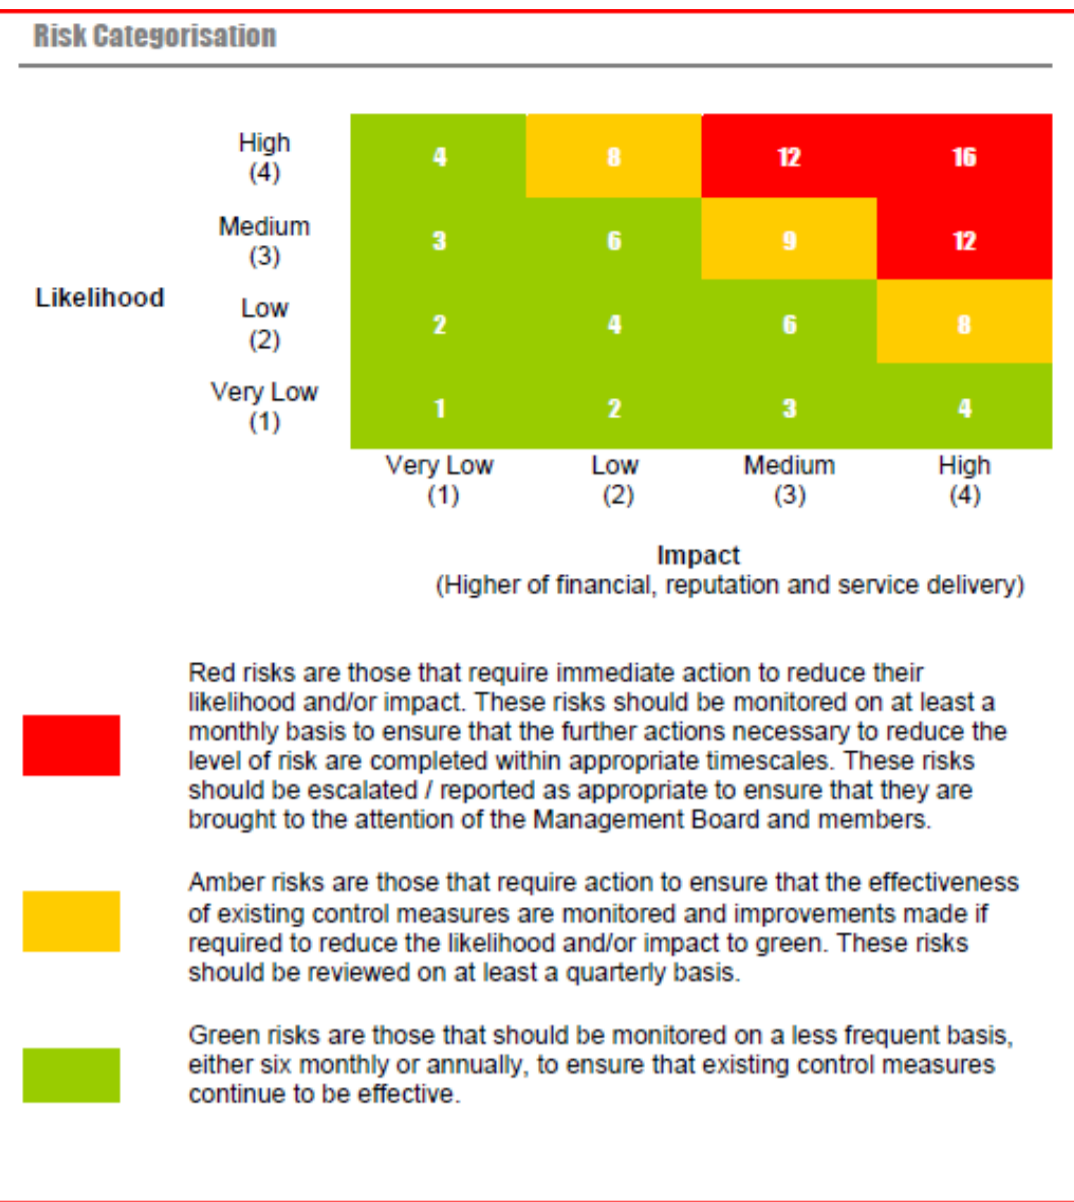 Risk Categorisation
High
(4)
4
8
12
16
Medium
(3)
3
6
9
12
Likelihood
Low
(2)
2
4
6
8
Very Low
(1)
1
2
3
4
Very Low
(1)
Low
(2)
Medium
(3)
High
(4)
Impact
(Higher of financial, reputation and service delivery)
Red risks are those that require immediate action to reduce their
likelihood and/or impact. These risks should be monitored on at least a
monthly basis to ensure that the further actions necessary to reduce the
level of risk are completed within appropriate timescales. These risks
should be escalated / reported as appropriate to ensure that they are
brought to the attention of the Management Board and members.
Amber risks are those that require action to ensure that the effectiveness
of existing control measures are monitored and improvements made if
required to reduce the likelihood and/or impact to green. These risks
should be reviewed on at least a quarterly basis.
Green risks are those that should be monitored on a less frequent basis,
either six monthly or annually, to ensure that existing control measures
continue to be effective.